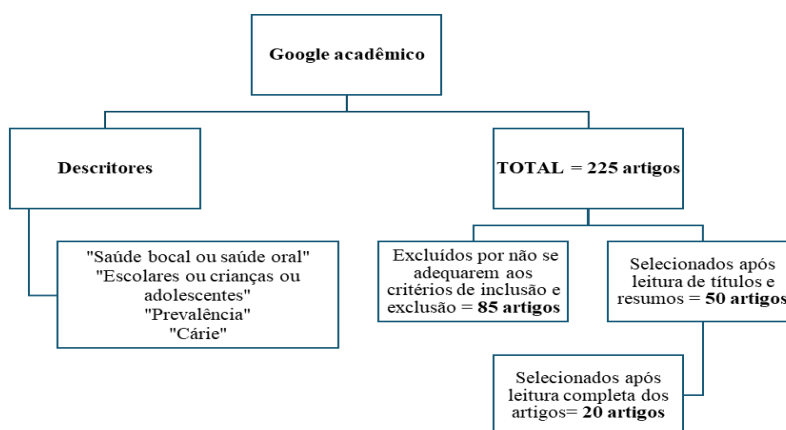 Google acadêmico
Descritores
TOTAL = 225 artigos
"Saúde bocal ou saúde oral"
"Escolares ou crianças ou
adolescentes"
"Prevalência"
"Cárie"
Excluídos por não se
adequarem aos
critérios de inclusão e
exclusão = 85 artigos
Selecionados após
leitura de títulos e
resumos = 50 artigos
Selecionados após
leitura completa dos
artigos= 20 artigos